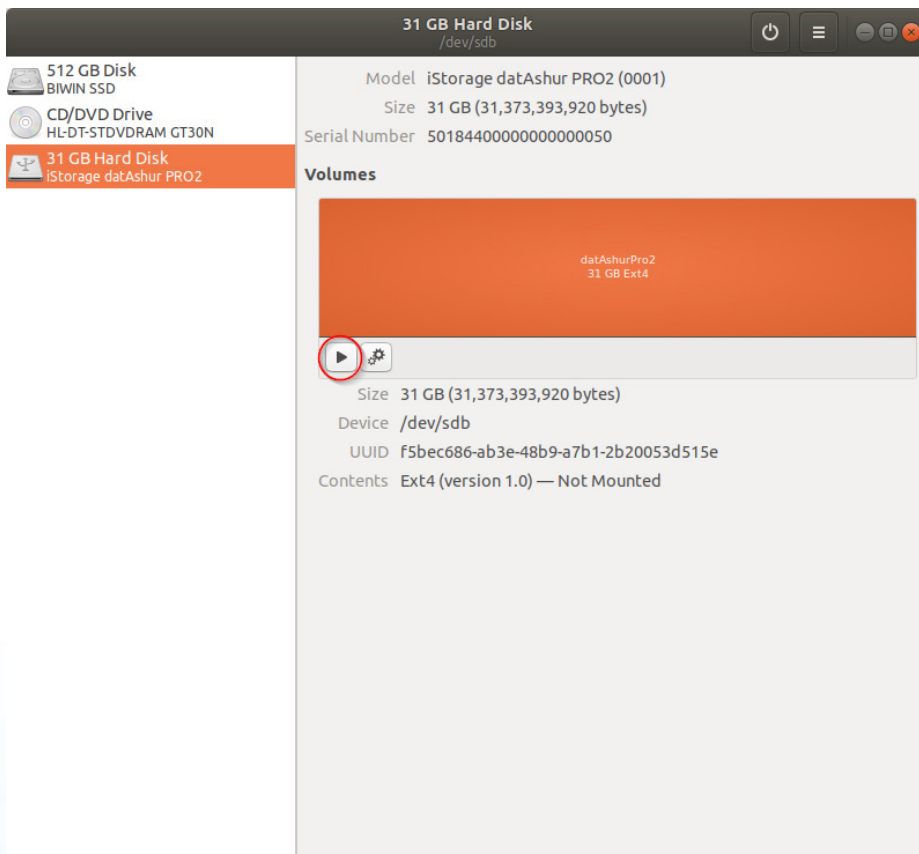 31 GB Hard Disk
/dev/sdb
512 GB Disk
BIWIN SSD
CD/DVD Drive
HL-DT-STDVDRAM GT30N
31 GB Hard Disk
iStorage datAshur PRO2
Model iStorage datAshur PRO2 (0001)
Size 31 GB (31,373,393,920 bytes)
Serial Number 50184400000000000050
Volumes
datAshurPro2
31 GB Ext4
Size 31 GB (31,373,393,920 bytes)
Device /dev/sdb
UUID f5bec686-ab3e-48b9-a7b1-2b20053d515e
Contents Ext4 (version 1.0) — Not Mounted